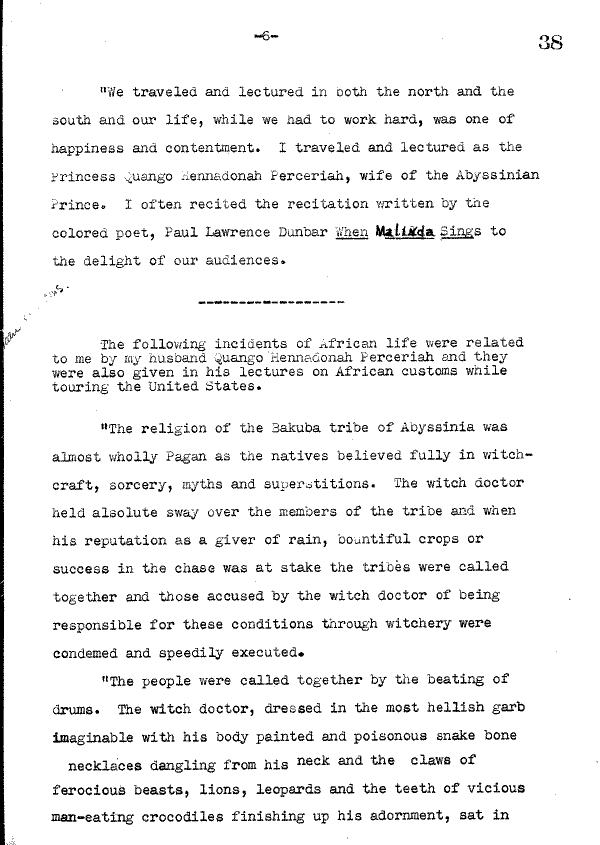 -6-
38
"We traveled and lectured in both the north and the
south and our life, while we had to work hard, was one of
happiness and contentment. I traveled and lectured as the
Princess Quango Hennadonah Perceriah, wife of the Abyssinian
Prince. I often recited the recitation written by the
colored poet, Paul Lawrence Dunbar When Malinda Sings to
the delight of our audiences.
------------------
The following incidents of African life were related
to me by my husband Quango Hennadonah Perceriah and they
were also given in his lectures on African customs while
touring the United States.
"The religion of the Bakuba tribe of Abyssinia was
almost wholly Pagan as the natives believed fully in witch-
craft, sorcery, myths and superstitions. The witch doctor
held alsolute sway over the members of the tribe and when
his reputation as a giver of rain, bountiful crops or
success in the chase was at stake the tribes were called
together and those accused by the witch doctor of being
responsible for these conditions through witchery were
condemed and speedily executed.
"The people were called together by the beating of
drums. The witch doctor, dressed in the most hellish garb
imaginable with his body painted and poisonous snake bone
necklaces dangling from his neck and the claws of
ferocious beasts, lions, leopards and the teeth of vicious
man-eating crocodiles finishing up his adornment, sat in